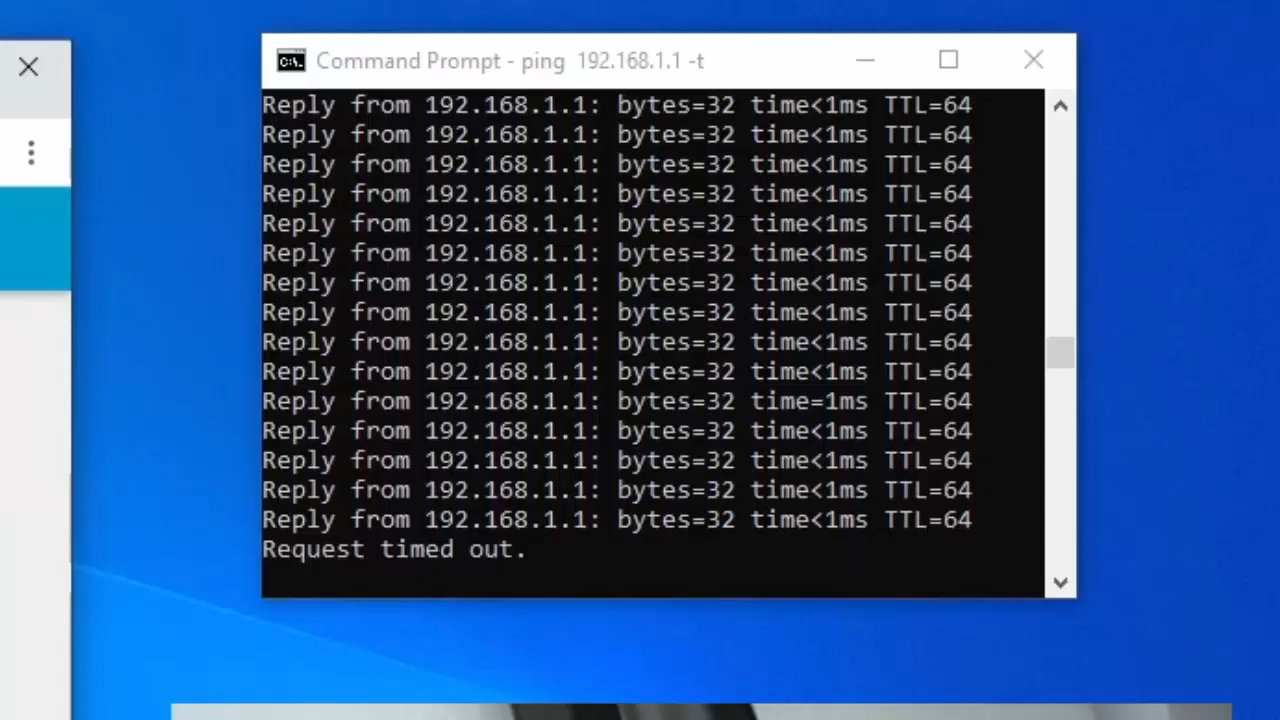 C:\.
Command Prompt - ping  192.168.1.1 -t
Reply from 192.168.1.1: bytes=32 time<1ms TTL=64
Reply from 192.168.1.1: bytes=32 time<1ms TTL=64
Reply from 192.168.1.1: bytes=32 time<1ms TTL=64
Reply from 192.168.1.1: bytes=32 time<1ms TTL=64
Reply from 192.168.1.1: bytes=32 time<1ms TTL=64
Reply from 192.168.1.1: bytes=32 time<1ms TTL=64
Reply from 192.168.1.1: bytes=32 time<1ms TTL=64
Reply from 192.168.1.1: bytes=32 time<1ms TTL=64
Reply from 192.168.1.1: bytes=32 time<1ms TTL=64
Reply from 192.168.1.1: bytes=32 time<1ms TTL=64
Reply from 192.168.1.1: bytes=32 time=1ms TTL=64
Reply from 192.168.1.1: bytes=32 time<1ms TTL=64
Reply from 192.168.1.1: bytes=32 time<1ms TTL=64
Reply from 192.168.1.1: bytes=32 time<1ms TTL=64
Reply from 192.168.1.1: bytes=32 time<1ms TTL=64
Request timed out.